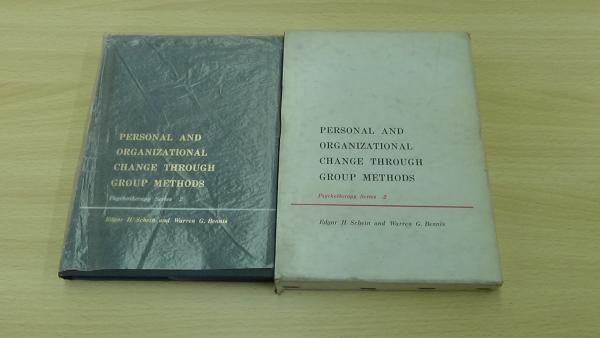 PERSONAL AND
ORGANIZATIONAL
CHANGE THROUGH
GROUP METHODS
Psychotherapy Series 2
Edgar H. Schein and Warren G. Bennis
PERSONAL AND
ORGANIZATIONAL
CHANGE THROUGH
GROUP METHODS
Psychotherapy Series 2
Edgar H. Schein and Warren G. Bennis